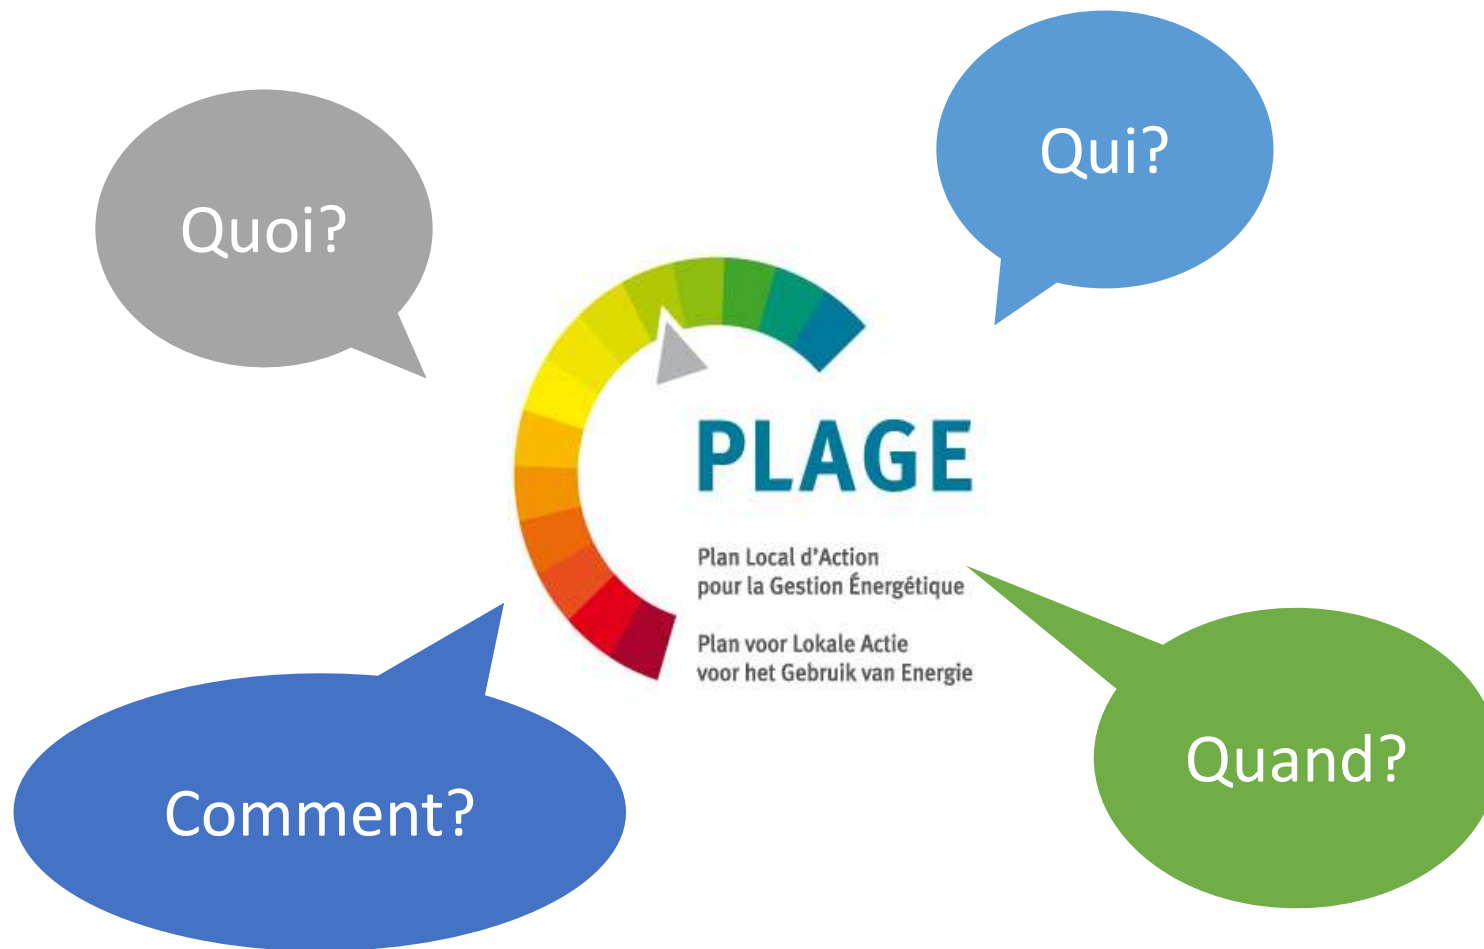 Quoi?
Qui?
PLAGE
Plan Local d'Action
pour la Gestion Énergétique
Plan voor Lokale Actie
voor het Gebruik van Energie
Comment?
Quand?